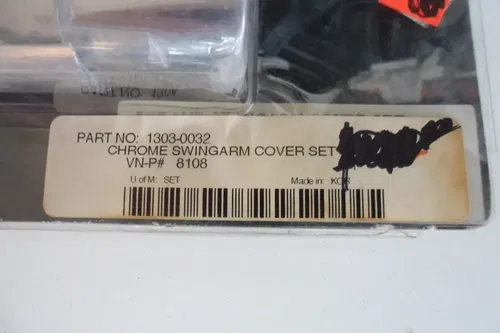 PART NO: 1303-0032
CHROME SWINGARM COVER SET
VN-P# 8108
U of M: SET Made in: KOR